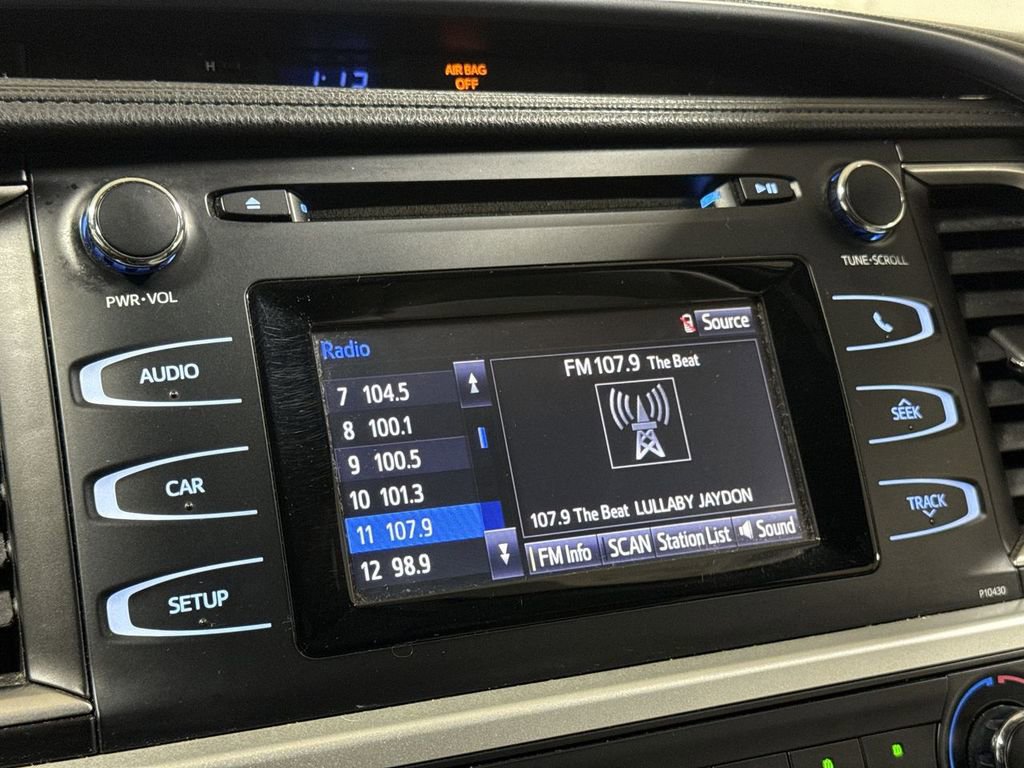 H
1:13
AIR BAG
OFF
PWR•VOL
TUNE•SCROLL
AUDIO
CAR
SETUP
SEEK
TRACK
P10430
Radio
Source
7 104.5
8 100.1
9 100.5
10 101.3
11 107.9
12 98.9
FM 107.9 The Beat
107.9 The Beat LULLABY JAYDON
FM Info
SCAN
Station List
Sound